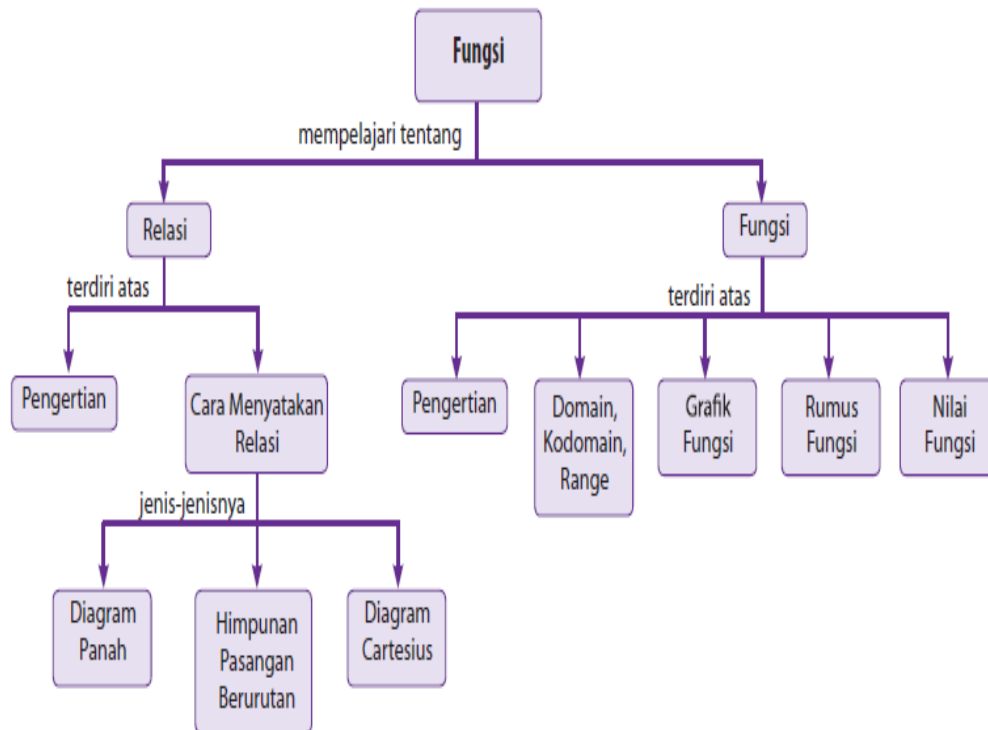 Fungsi
mempelajari tentang
Relasi
Fungsi
terdiri atas
terdiri atas
Pengertian
Cara Menyatakan
Relasi
Pengertian
Domain,
Kodomain,
Range
Grafik
Fungsi
Rumus
Fungsi
Nilai
Fungsi
jenis-jenisnya
Diagram
Panah
Himpunan
Pasangan
Berurutan
Diagram
Cartesius